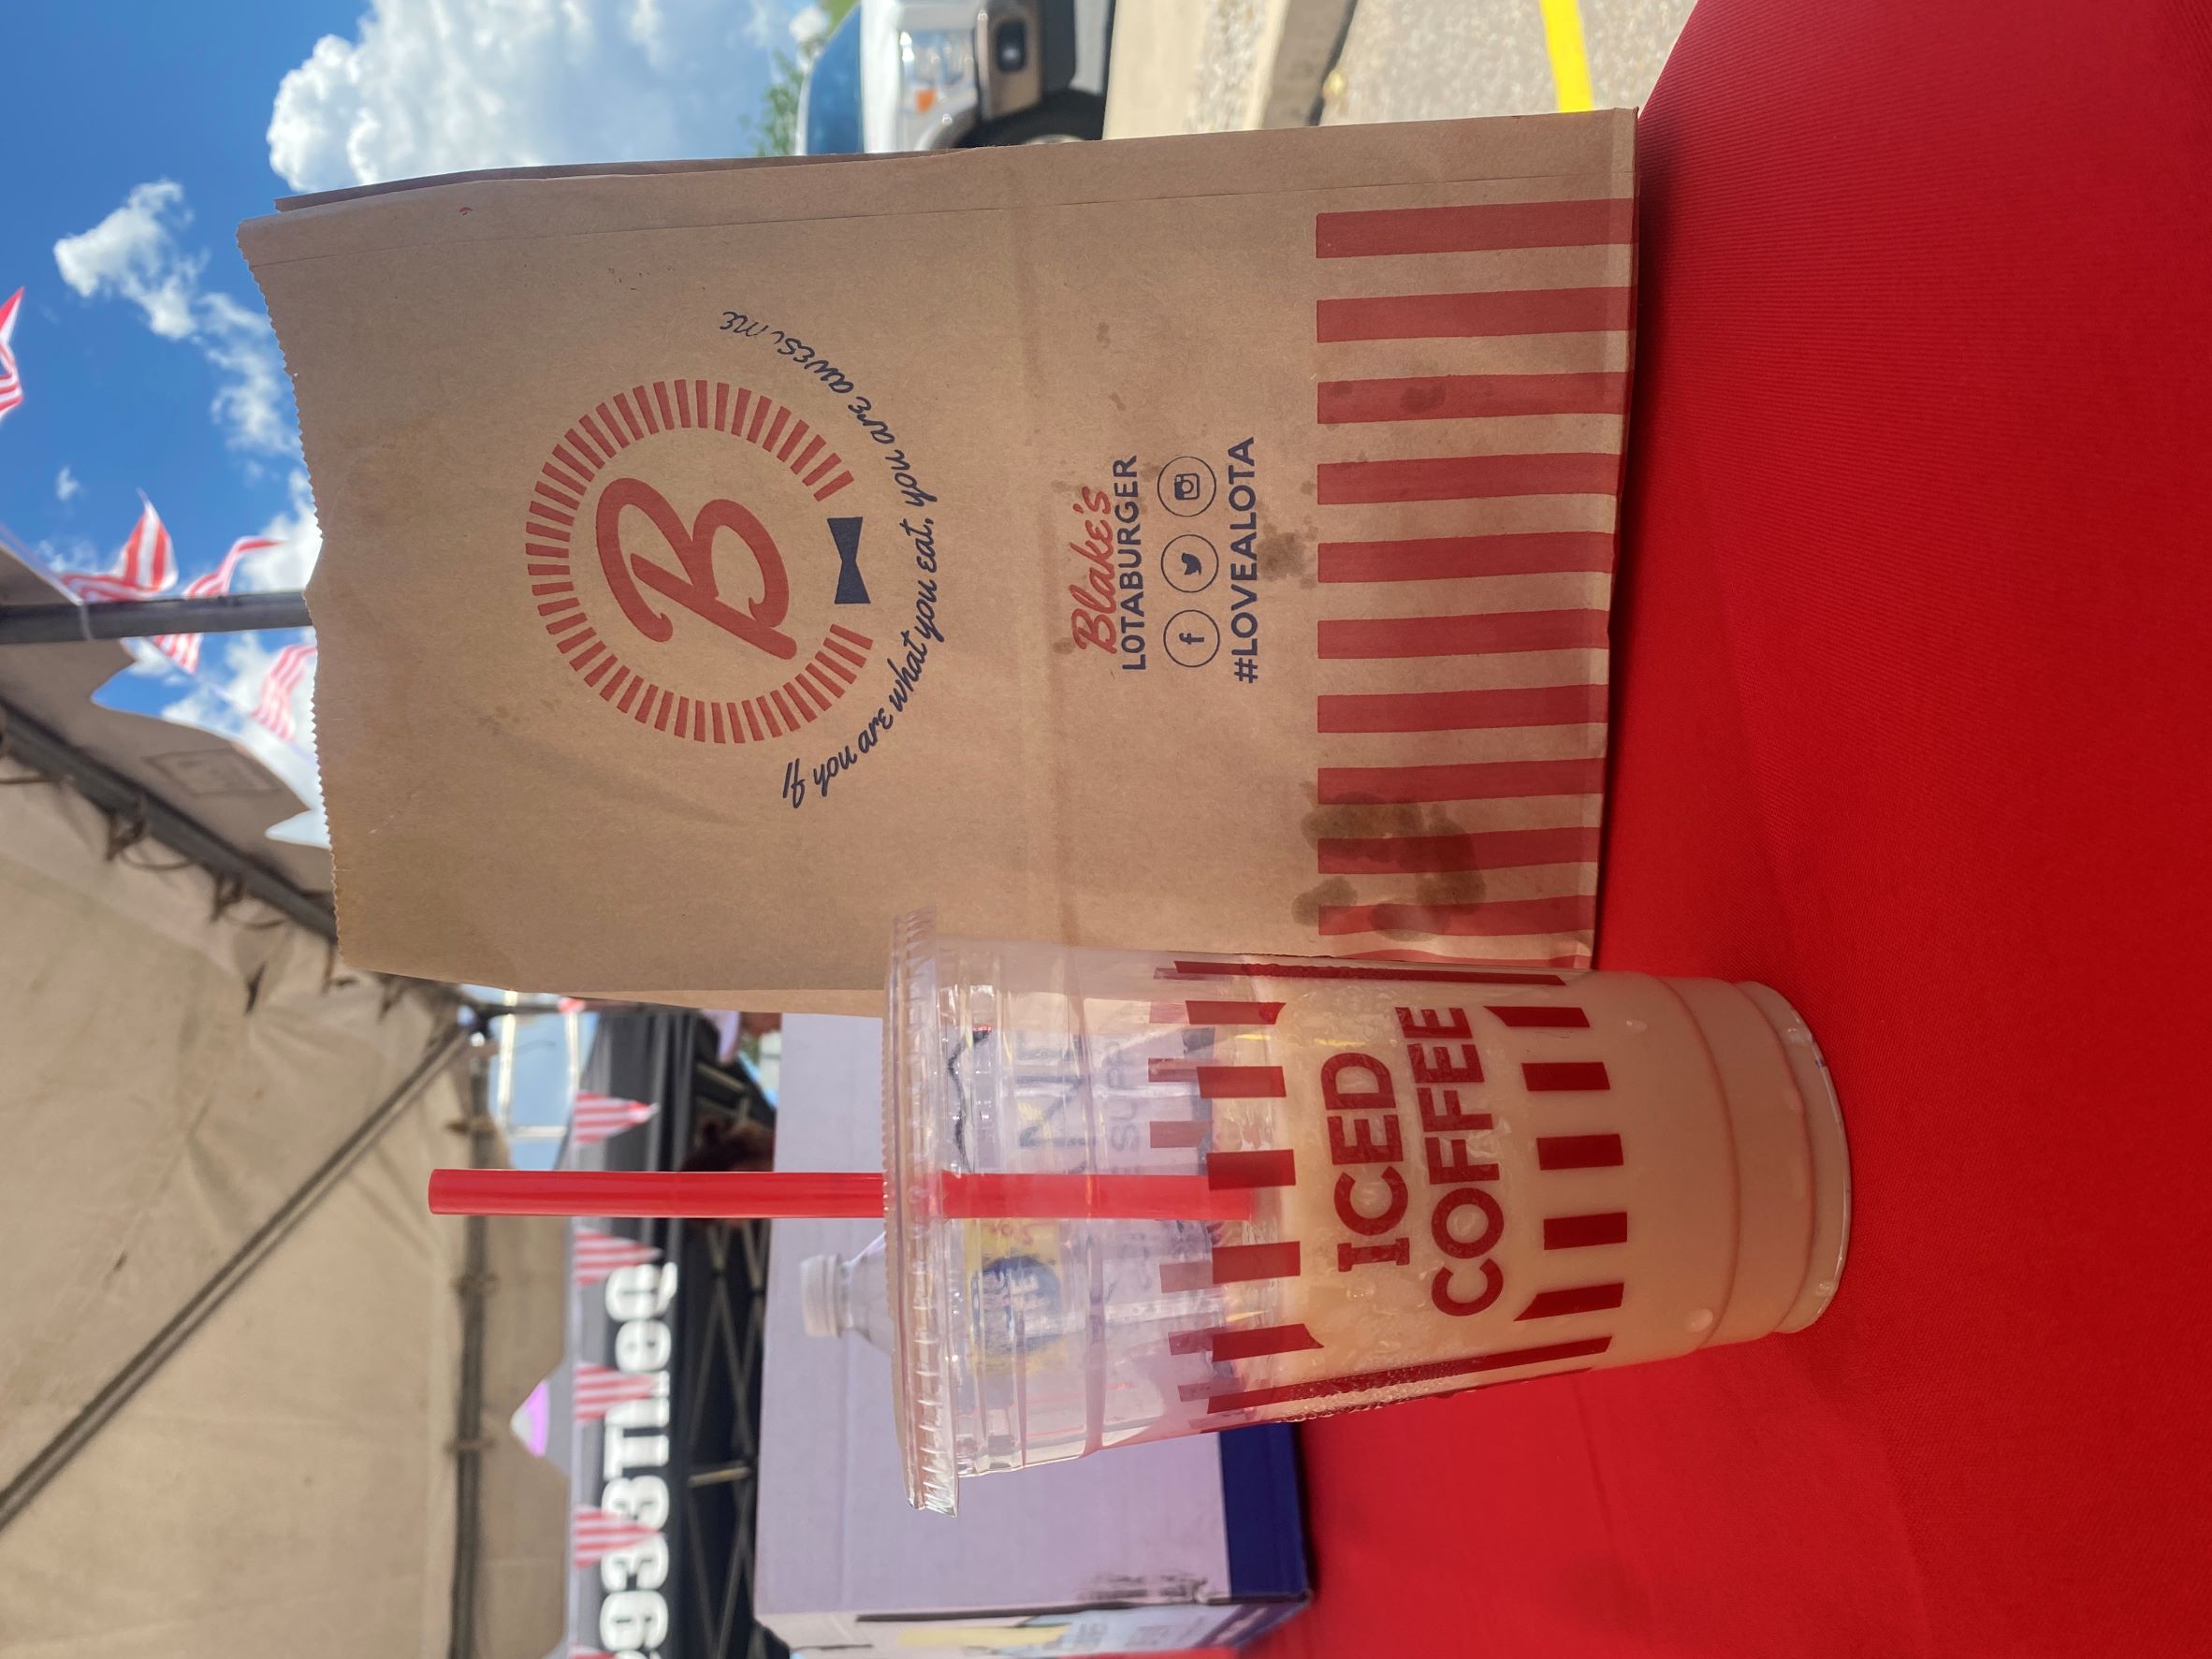 B
If you are what you eat, you are awesome
Blake's
LOTABURGER
f
#LOVEALOTA
ICED
COFFEE